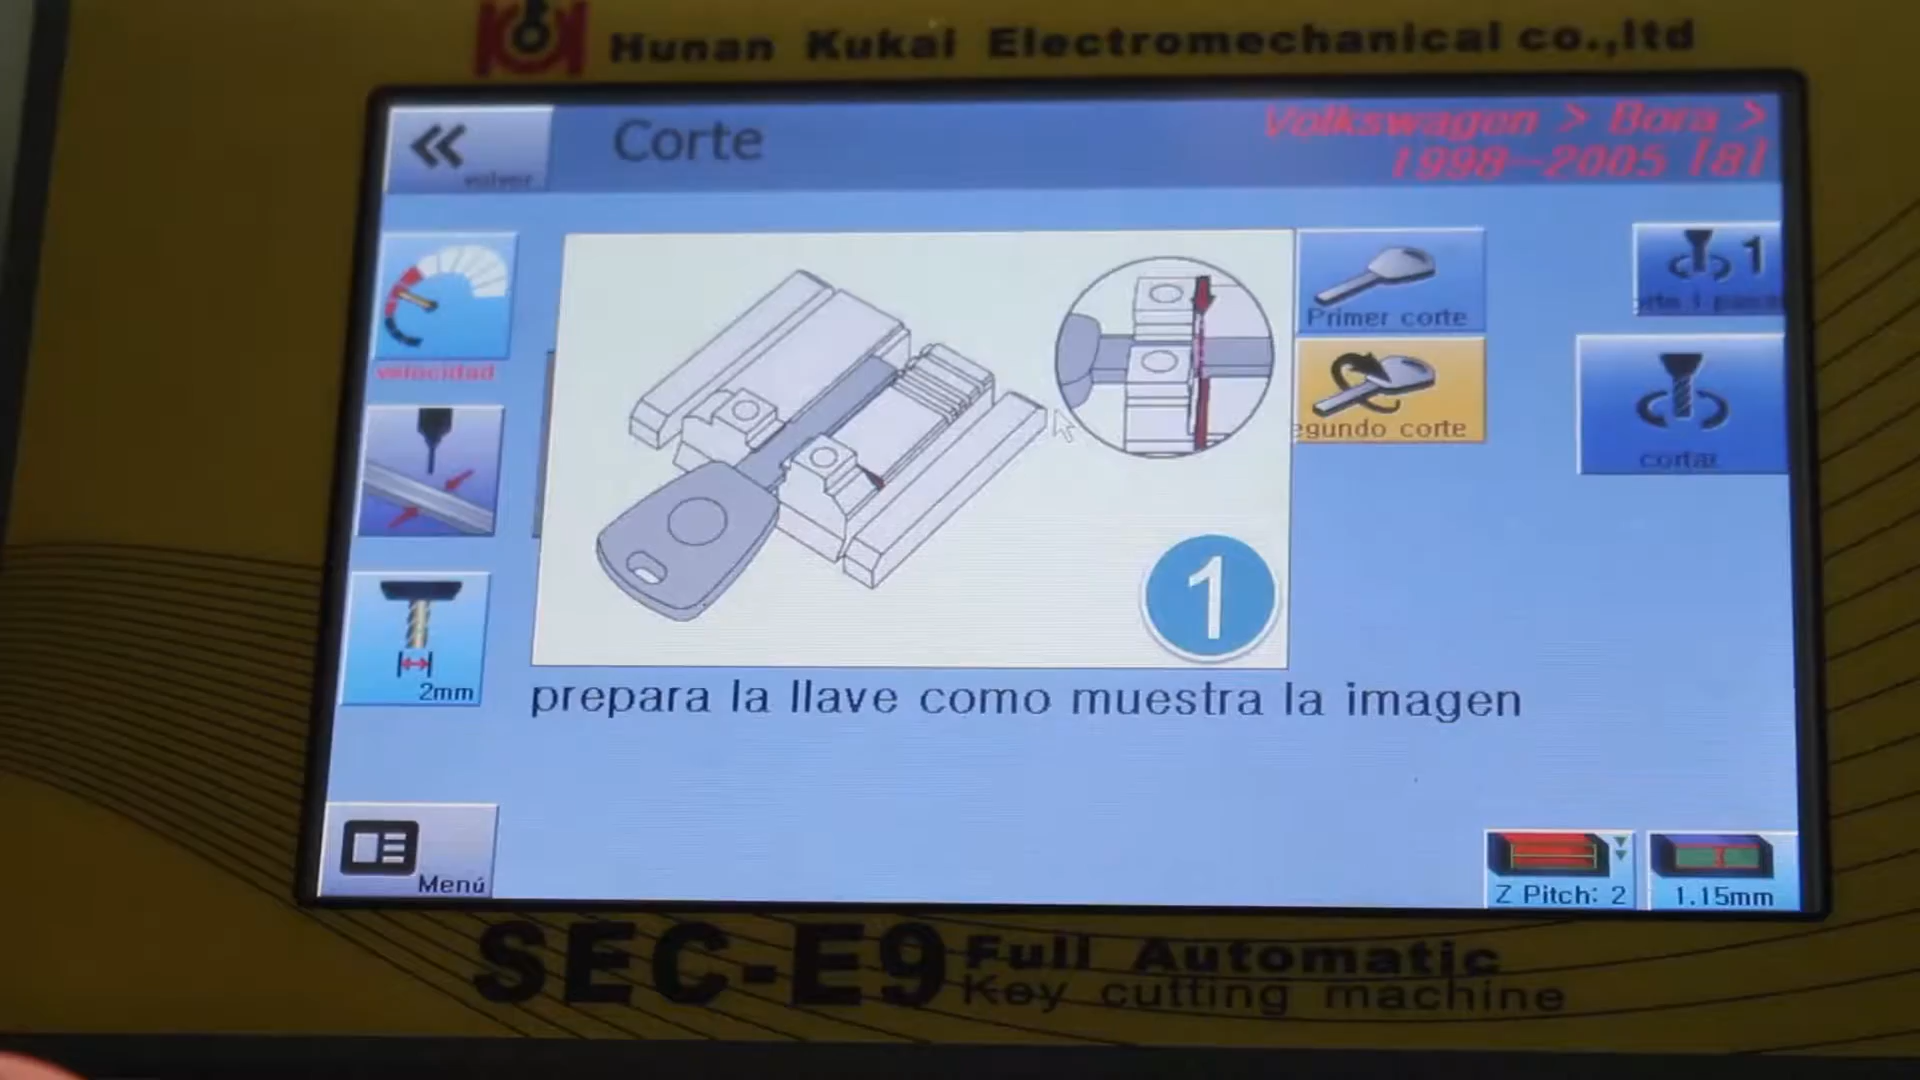 Hunan Kukai Electromechanical co.,ltd
volver
Corte
Volkswagen > Bora >
1998-2005 [8]
velocidad
2mm
Menú
1
Primer corte
egundo corte
1
cortar
prepara la llave como muestra la imagen
Z Pitch: 2
1.15mm
SEC-E9 Full Automatic
Key cutting machine